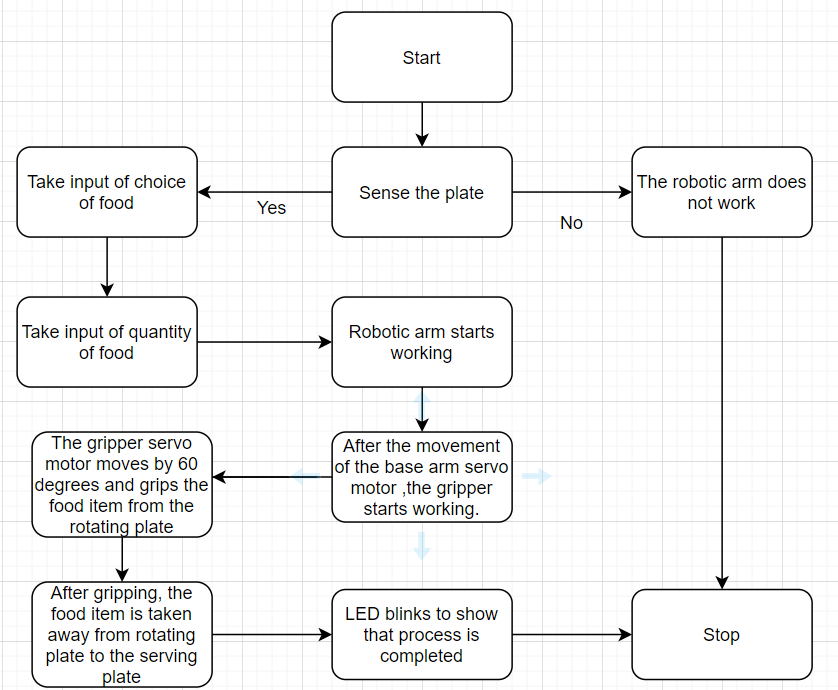 Start
Take input of choice
of food
Yes
Sense the plate
No
The robotic arm does
not work
Take input of quantity
of food
Robotic arm starts
working
The gripper servo
motor moves by 60
degrees and grips the
food item from the
rotating plate
After the movement
of the base arm servo
motor ,the gripper
starts working.
After gripping, the
food item is taken
away from rotating
plate to the serving
plate
LED blinks to show
that process is
completed
Stop